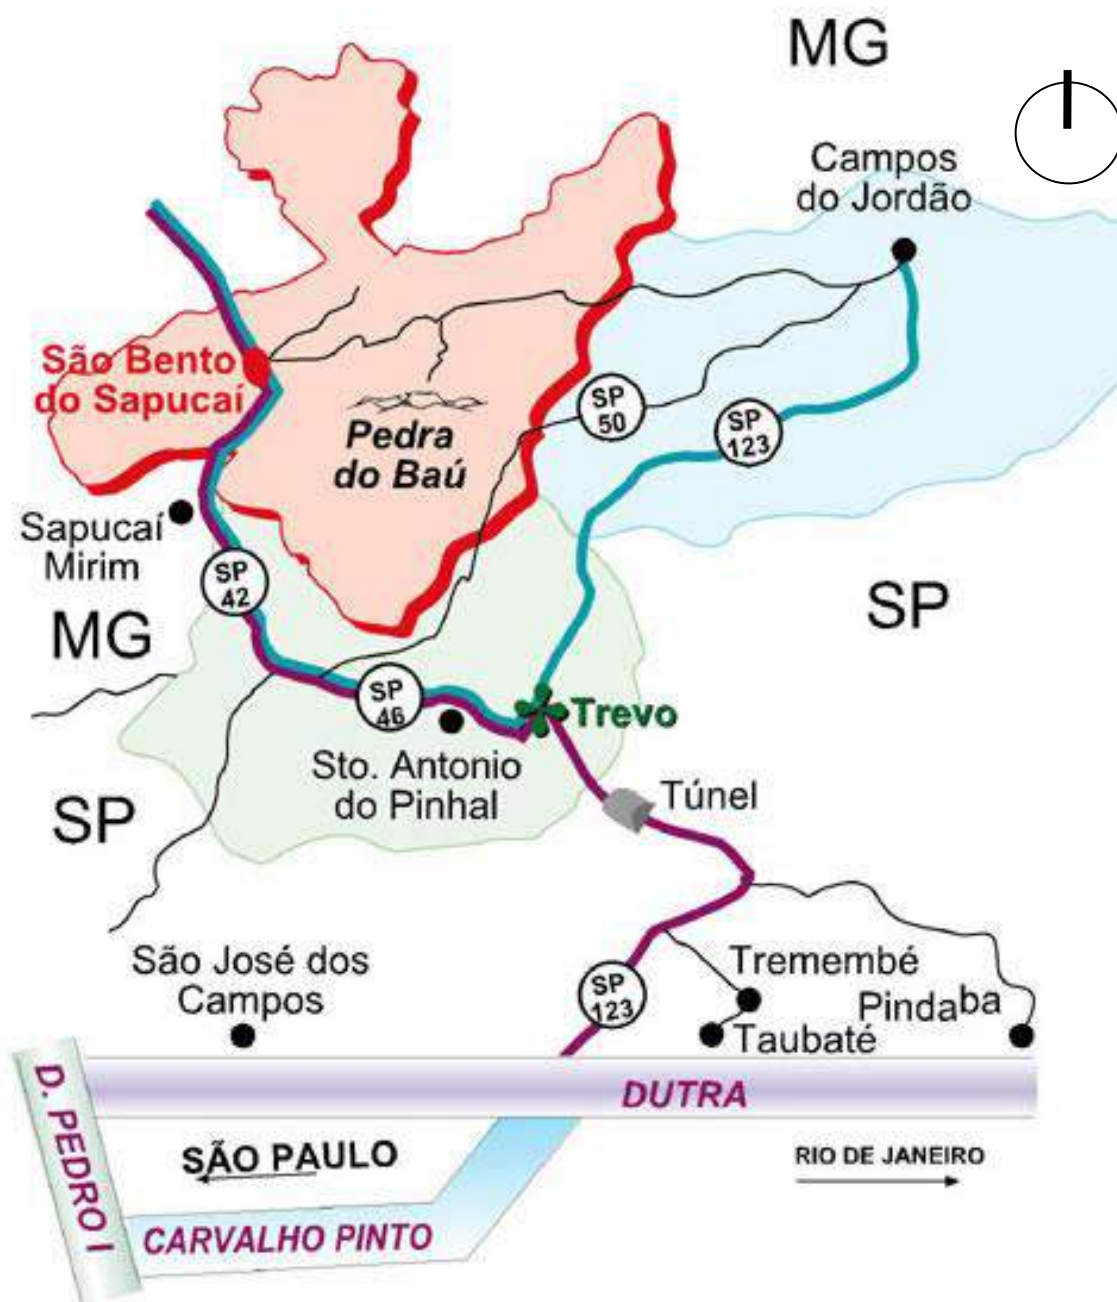 MG
Campos
do Jordão
São Bento
do Sapucaí
SP
50
SP
123
Pedra
do Baú
Sapucaí
Mirim
SP
42
MG
SP
SP
46
Trevo
Sto. Antonio
do Pinhal
Túnel
SP
São José dos
Campos
SP
123
Tremembé
Pindaba
Taubaté
D. PEDRO I
DUTRA
SÃO PAULO
RIO DE JANEIRO
CARVALHO PINTO